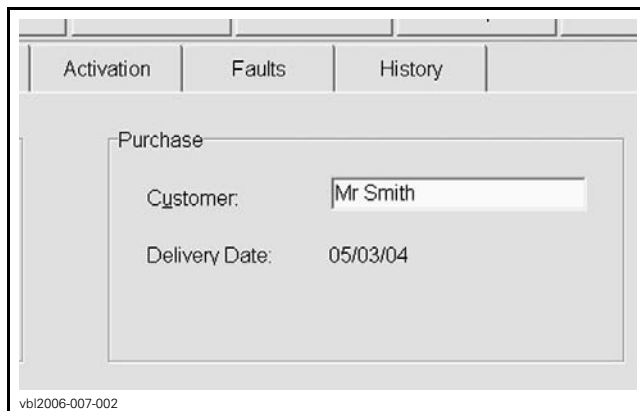 Activation Faults History
Purchase
Customer: Mr Smith
Delivery Date: 05/03/04
vbl2006-007-002